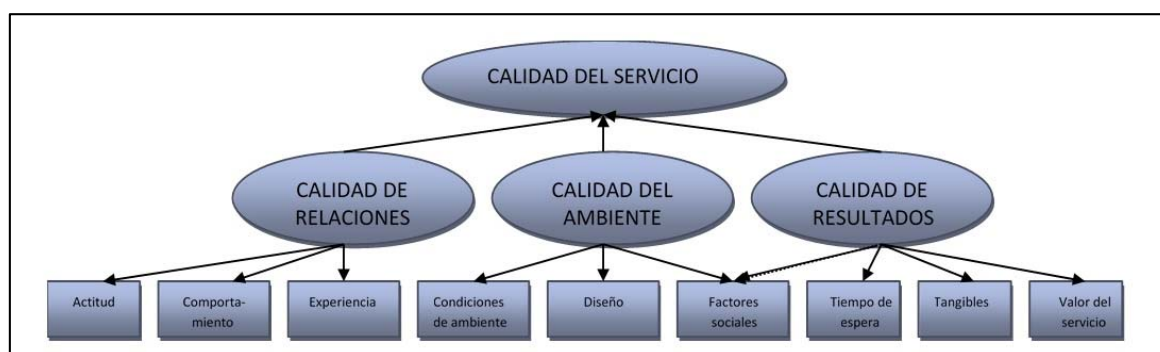 CALIDAD DEL SERVICIO
CALIDAD DE
RELACIONES
CALIDAD DEL
AMBIENTE
CALIDAD DE
RESULTADOS
Actitud
Comporta-
miento
Experiencia
Condiciones
de ambiente
Diseño
Factores
sociales
Tiempo de
espera
Tangibles
Valor del
servicio